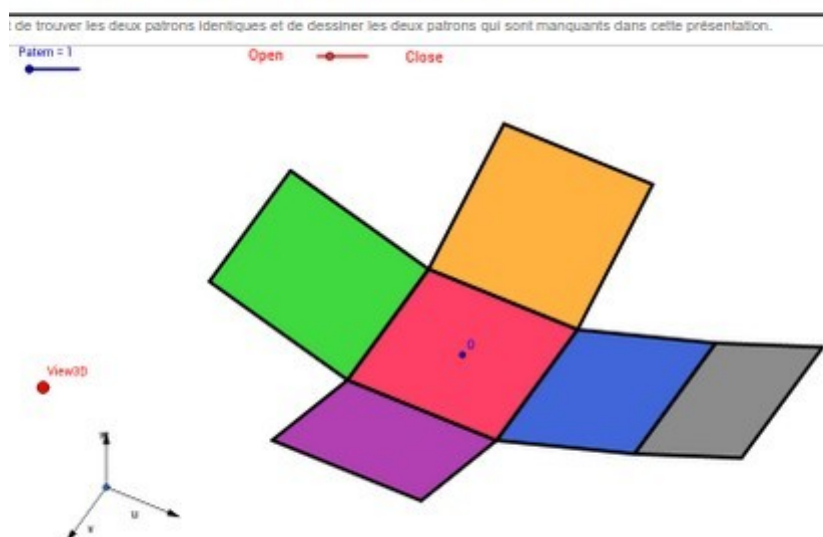 de trouver les deux patrons identiques et de dessiner les deux patrons qui sont manquants dans cette présentation.
Patern = 1
Open
Close
O
View3D
U
v